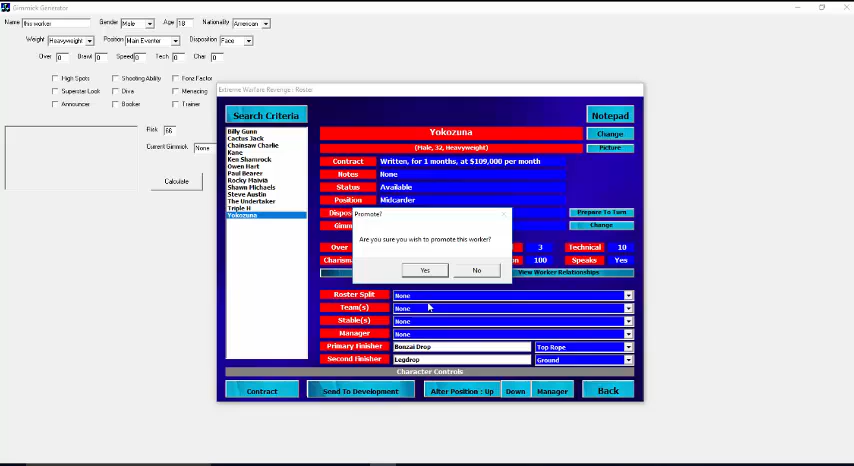 Gimmick Generator
Name this worker Gender Male Age 18 Nationality American
Weight Heavyweight Position Main Eventer Disposition Face
Over 0 Brawl 0 Speed 0 Tech 0 Char 0
High Spots Shooting Ability Fonz Factor
Superstar Look Diva Menacing
Announcer Booker Trainer
Risk 66
Current Gimmick None
Calculate
Extreme Warfare Revenge : Roster
Search Criteria
Billy Gunn
Cactus Jack
Chainsaw Charlie
Kane
Ken Shamrock
Owen Hart
Paul Bearer
Rocky Maivia
Shawn Michaels
Steve Austin
The Undertaker
Triple H
Yokozuna
Yokozuna
(Male, 32, Heavyweight)
Notepad
Change
Picture
Contract Written, for 1 months, at $109,000 per month
Notes None
Status Available
Position Midcarder
Dispos Prepare To Turn
Gimm Change
Promote?
Are you sure you wish to promote this worker?
Yes No
Over 3 Technical 10
Charism on 100 Speaks Yes
View Worker Relationships
Roster Split None
Team(s) None
Stable(s) None
Manager None
Primary Finisher Bonzai Drop Top Rope
Second Finisher Legdrop Ground
Character Controls
Contract Send To Development Alter Position : Up Down Manager Back